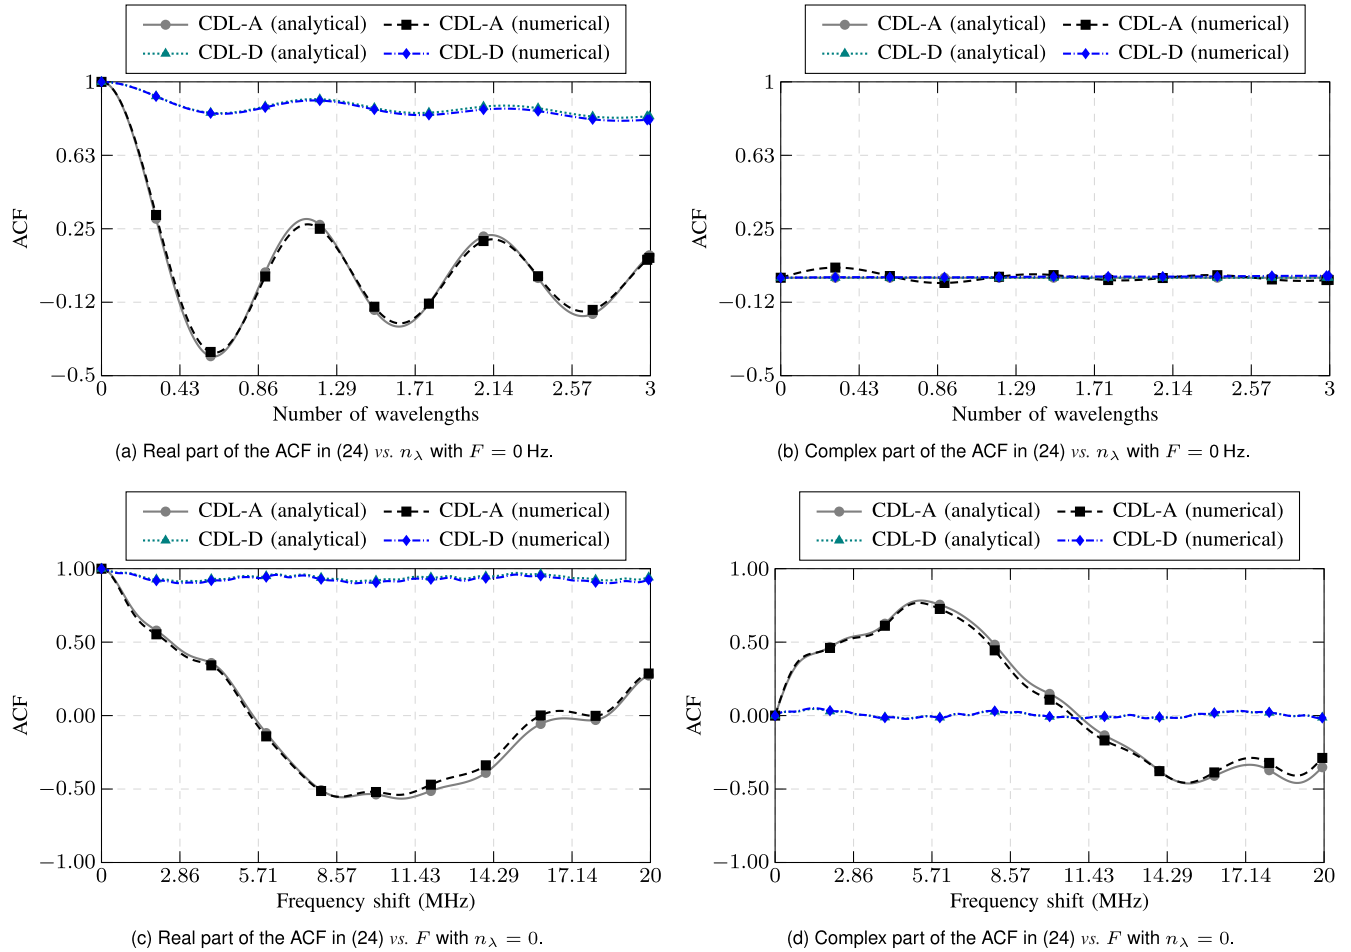 CDL-A (analytical) CDL-A (numerical)
CDL-D (analytical) CDL-D (numerical)
1
0.63
0.25
−0.12
−0.5
ACF
0 0.43 0.86 1.29 1.71 2.14 2.57 3
Number of wavelengths
(a) Real part of the ACF in (24) vs. nλ with F = 0 Hz.
CDL-A (analytical) CDL-A (numerical)
CDL-D (analytical) CDL-D (numerical)
1
0.63
0.25
−0.12
−0.5
ACF
0 0.43 0.86 1.29 1.71 2.14 2.57 3
Number of wavelengths
(b) Complex part of the ACF in (24) vs. nλ with F = 0 Hz.
CDL-A (analytical) CDL-A (numerical)
CDL-D (analytical) CDL-D (numerical)
1.00
0.50
0.00
−0.50
−1.00
ACF
0 2.86 5.71 8.57 11.43 14.29 17.14 20
Frequency shift (MHz)
(c) Real part of the ACF in (24) vs. F with nλ = 0.
CDL-A (analytical) CDL-A (numerical)
CDL-D (analytical) CDL-D (numerical)
1.00
0.50
0.00
−0.50
−1.00
ACF
0 2.86 5.71 8.57 11.43 14.29 17.14 20
Frequency shift (MHz)
(d) Complex part of the ACF in (24) vs. F with nλ = 0.